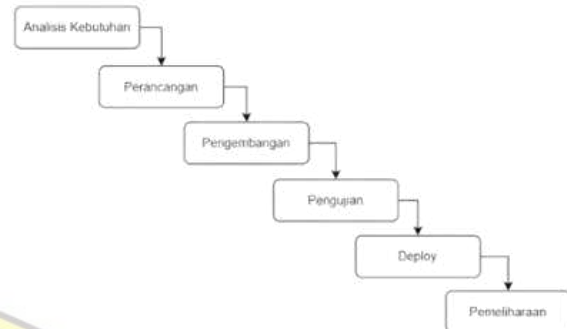 Analisis Kebutuhan
Perancangan
Pengembangan
Pengujian
Deploy
Pemeliharaan